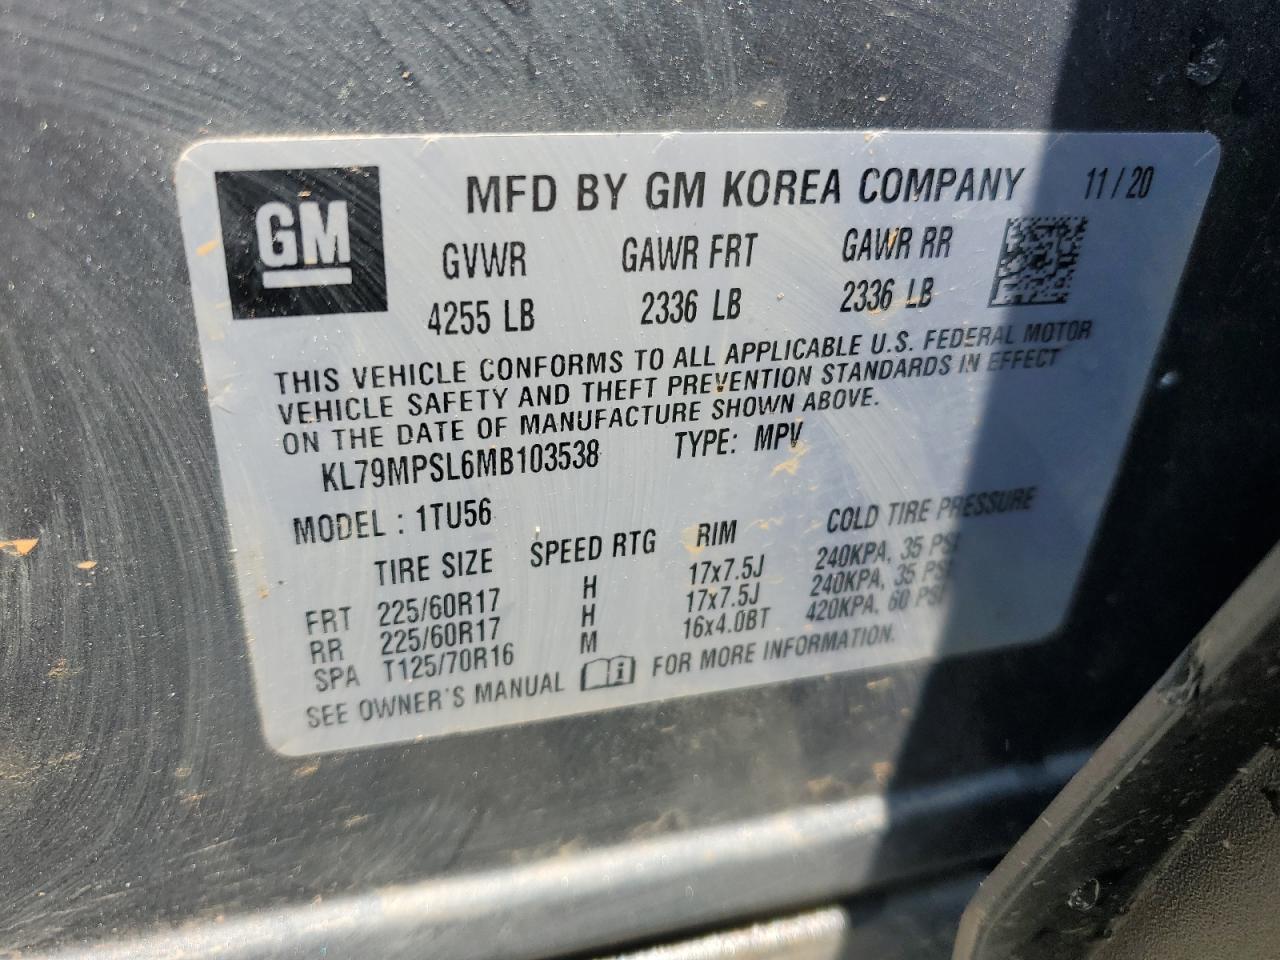 GM
MFD BY GM KOREA COMPANY 11/20
GVWR GAWR FRT GAWR RR
4255 LB 2336 LB 2336 LB
THIS VEHICLE CONFORMS TO ALL APPLICABLE U.S. FEDERAL MOTOR
VEHICLE SAFETY AND THEFT PREVENTION STANDARDS IN EFFECT
ON THE DATE OF MANUFACTURE SHOWN ABOVE.
KL79MPSL6MB103538 TYPE: MPV
MODEL : 1TU56
TIRE SIZE SPEED RTG RIM COLD TIRE PRESSURE
FRT 225/60R17 H 17x7.5J 240KPA, 35 PSI
RR 225/60R17 H 17x7.5J 240KPA, 35 PSI
SPA T125/70R16 M 16x4.0BT 420KPA, 60 PSI
SEE OWNER'S MANUAL FOR MORE INFORMATION.